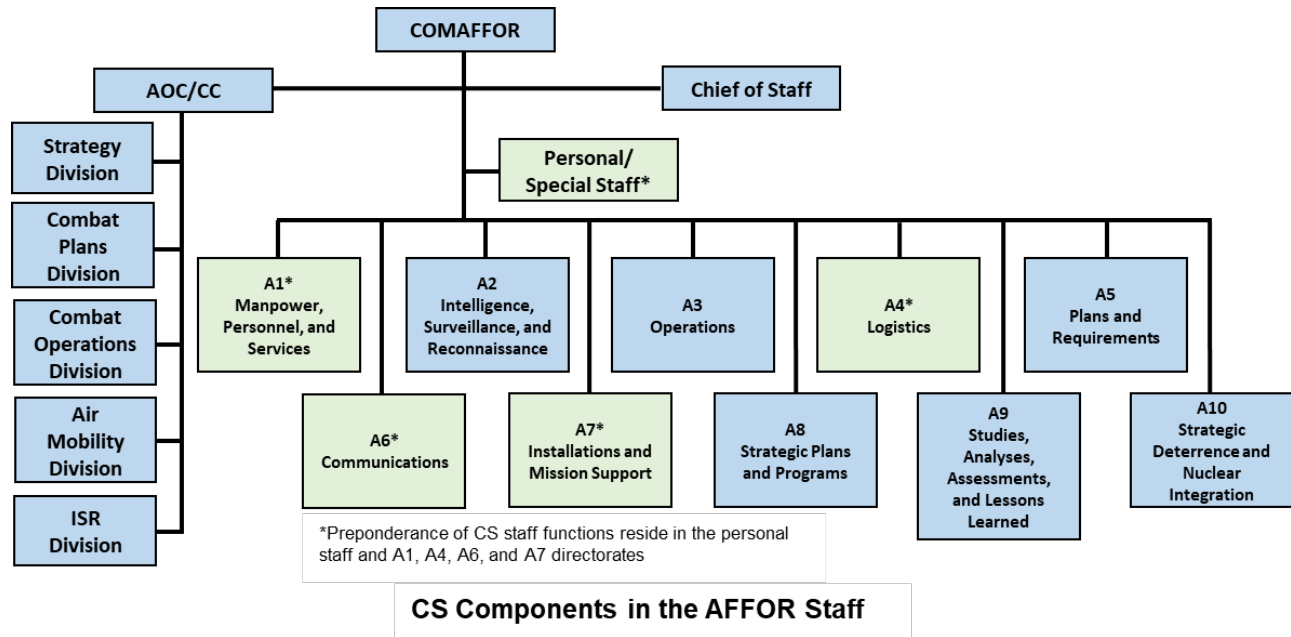 COMAFFOR
AOC/CC
Chief of Staff
Strategy
Division
Personal/
Special Staff*
Combat
Plans
Division
Combat
Operations
Division
Air
Mobility
Division
ISR
Division
A1*
Manpower,
Personnel, and
Services
A2
Intelligence,
Surveillance, and
Reconnaissance
A3
Operations
A4*
Logistics
A5
Plans and
Requirements
A6*
Communications
A7*
Installations and
Mission Support
A8
Strategic Plans
and Programs
A9
Studies,
Analyses,
Assessments,
and Lessons
Learned
A10
Strategic
Deterrence and
Nuclear
Integration
*Preponderance of CS staff functions reside in the personal
staff and A1, A4, A6, and A7 directorates
CS Components in the AFFOR Staff